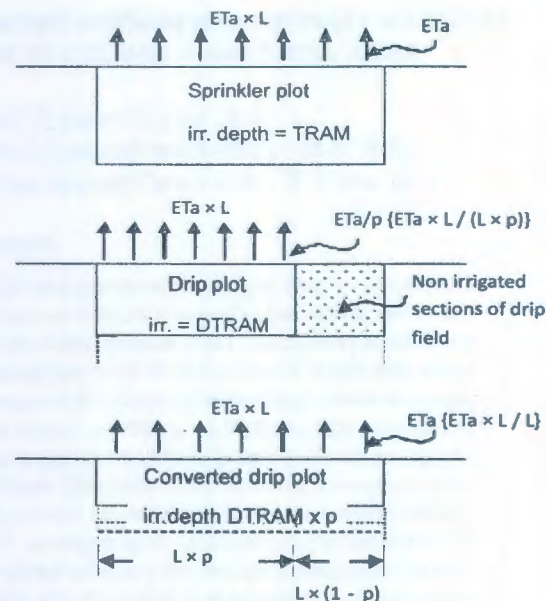 ETa × L
ETa
Sprinkler plot
irr. depth = TRAM
ETa × L
ETa/p {ETa × L / (L × p)}
Drip plot
irr. = DTRAM
Non irrigated
sections of drip
field
ETa × L
ETa {ETa × L / L}
Converted drip plot
irr.depth DTRAM × p
L × p
L × (1 - p)